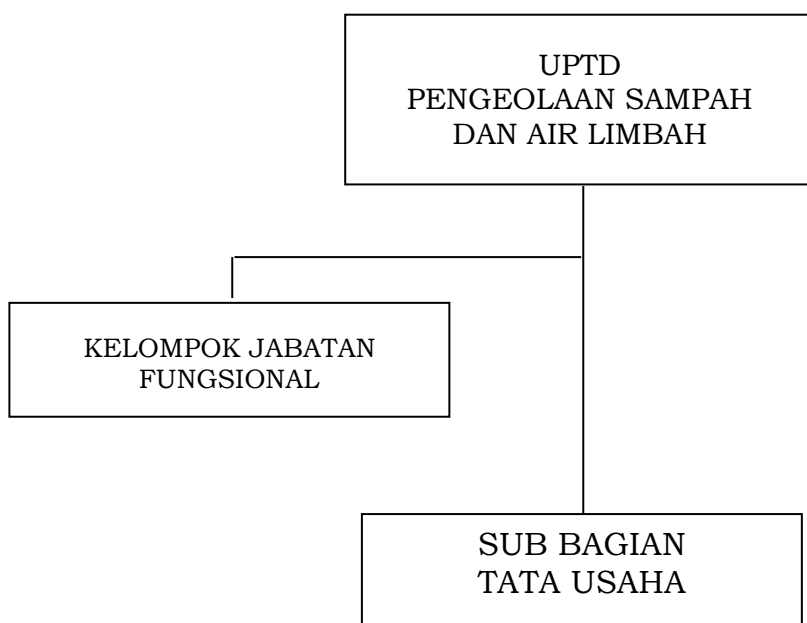 UPTD
PENGEOLAAN SAMPAH
DAN AIR LIMBAH
KELOMPOK JABATAN
FUNGSIONAL
SUB BAGIAN
TATA USAHA